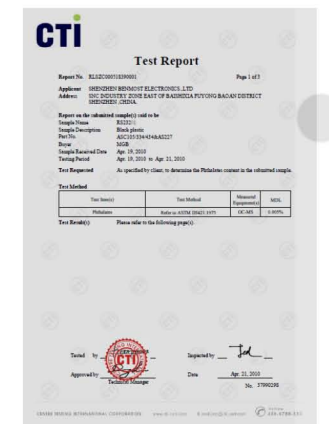 CTI
Test Report
Report No. RLSZC000318390001 Page 1 of 3
Applicant SHENZHEN BENMOST ELECTRONICS.,LTD
Address SNC INDUSTRY ZONE EAST OF BAISHIXIA FUYONG BAOAN DISTRICT
SHENZHEN ,CHINA.
Report on the submitted sample(s) said to be
Sample Name RS232
Sample Description Black plastic
Part No.
Buyer MGB
Sample Received Date Apr. 19, 2010
Testing Period Apr. 19, 2010 to Apr. 21, 2010
Test Requested As specified by client, to determine the Phthalates content in the submitted sample.
Test Method
Test Item(s) Test Method Measured Equipment(s) MDL
Phthalates Refer to ASTM GC-MS
Test Result(s) Please refer to the following page(s).
Tested by Inspected by
CTI
Approved by Date Apr. 21, 2010
Technical Manager
No. 37990298